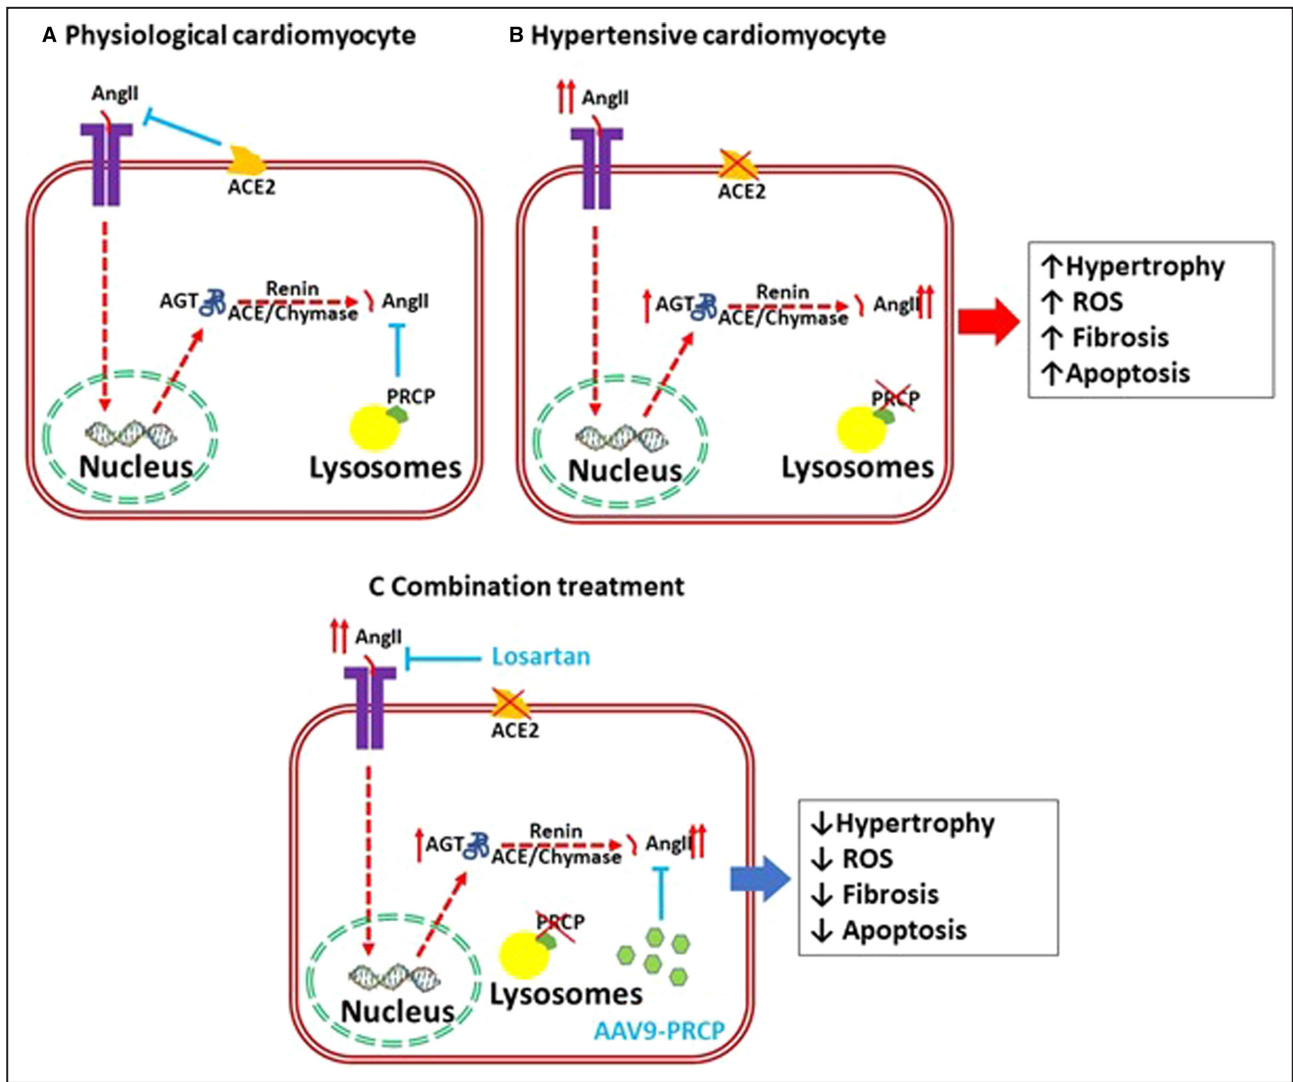 A Physiological cardiomyocyte
AngII
ACE2
AGT
Renin
ACE/Chymase
AngII
PRCP
Nucleus
Lysosomes
B Hypertensive cardiomyocyte
↑↑ AngII
ACE2
↑AGT
Renin
ACE/Chymase
AngII↑↑
PRCP
Nucleus
Lysosomes
↑Hypertrophy
↑ ROS
↑ Fibrosis
↑Apoptosis
C Combination treatment
↑↑ AngII
Losartan
ACE2
↑AGT
Renin
ACE/Chymase
AngII↑↑
PRCP
Nucleus
Lysosomes
AAV9-PRCP
↓Hypertrophy
↓ ROS
↓ Fibrosis
↓ Apoptosis